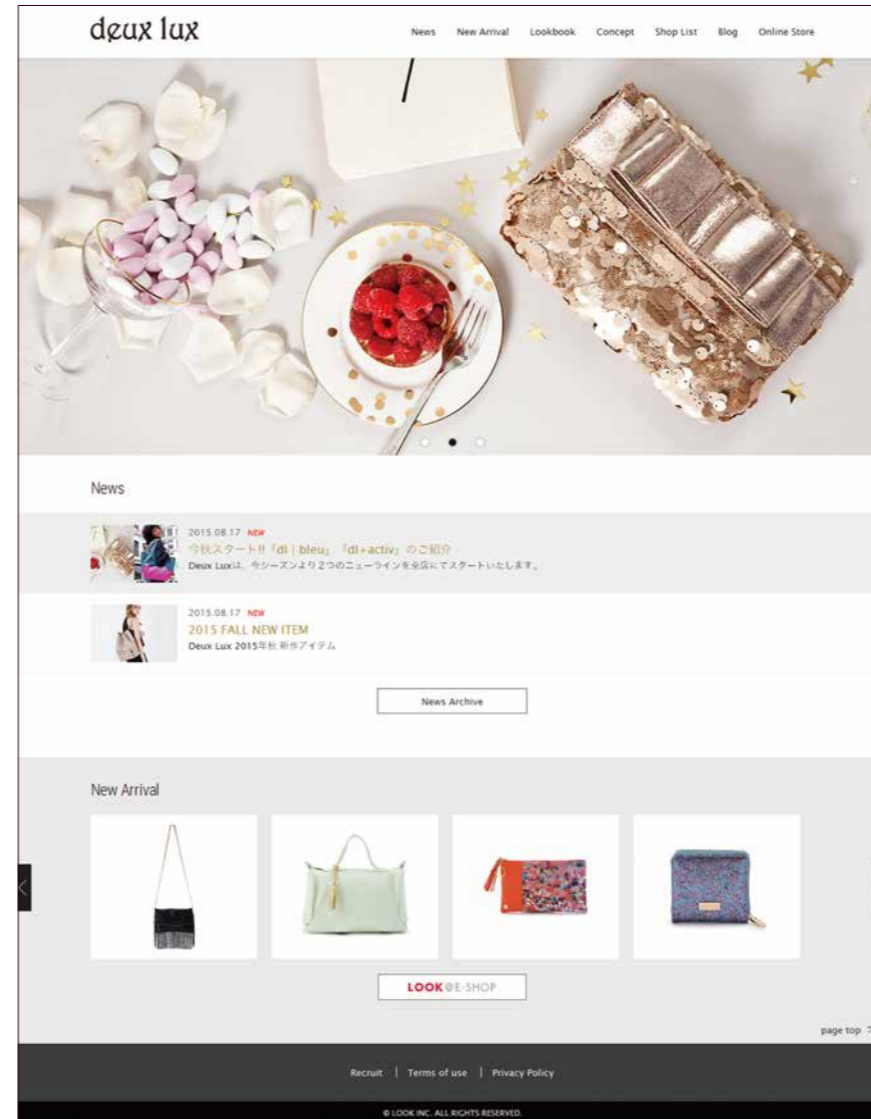 deux lux
News New Arrival Lookbook Concept Shop List Blog Online Store
News
2015.08.17 NEW
今秋スタート!!「dl | bleu」「dl+activ」のご紹介
Deux Luxは、今シーズンより2つのニューラインを全店にてスタートいたします。
2015.08.17 NEW
2015 FALL NEW ITEM
Deux Lux 2015年秋 新作アイテム
News Archive
New Arrival
LOOK@E-SHOP
page top
Recruit | Terms of use | Privacy Policy
© LOOK INC. ALL RIGHTS RESERVED.